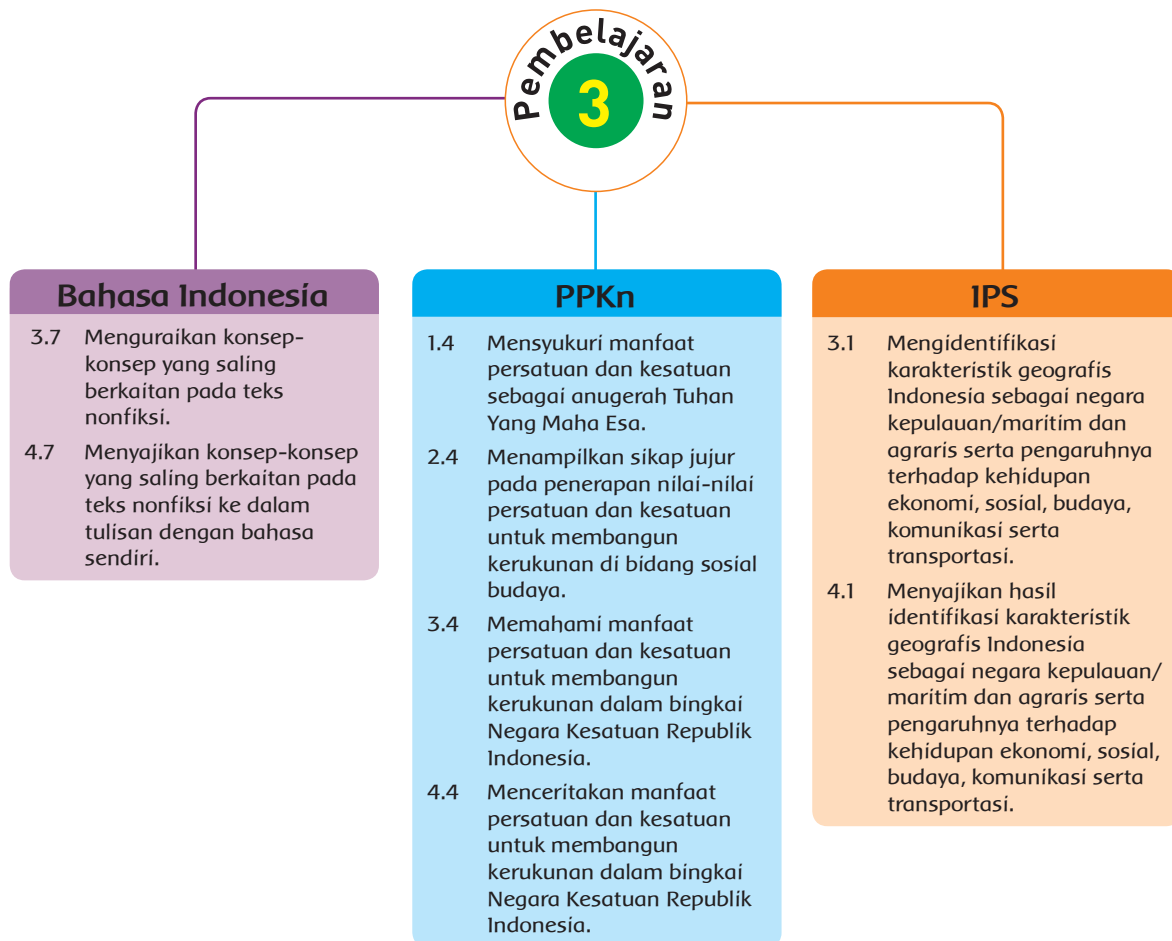 Pembelajaran
3
Bahasa Indonesia
3.7 Menguraikan konsep-
konsep yang saling
berkaitan pada teks
nonfiksi.
4.7 Menyajikan konsep-konsep
yang saling berkaitan pada
teks nonfiksi ke dalam
tulisan dengan bahasa
sendiri.
PPKn
1.4 Mensyukuri manfaat
persatuan dan kesatuan
sebagai anugerah Tuhan
Yang Maha Esa.
2.4 Menampilkan sikap jujur
pada penerapan nilai-nilai
persatuan dan kesatuan
untuk membangun
kerukunan di bidang sosial
budaya.
3.4 Memahami manfaat
persatuan dan kesatuan
untuk membangun
kerukunan dalam bingkai
Negara Kesatuan Republik
Indonesia.
4.4 Menceritakan manfaat
persatuan dan kesatuan
untuk membangun
kerukunan dalam bingkai
Negara Kesatuan Republik
Indonesia.
IPS
3.1 Mengidentifikasi
karakteristik geografis
Indonesia sebagai negara
kepulauan/maritim dan
agraris serta pengaruhnya
terhadap kehidupan
ekonomi, sosial, budaya,
komunikasi serta
transportasi.
4.1 Menyajikan hasil
identifikasi karakteristik
geografis Indonesia
sebagai negara kepulauan/
maritim dan agraris serta
pengaruhnya terhadap
kehidupan ekonomi, sosial,
budaya, komunikasi serta
transportasi.